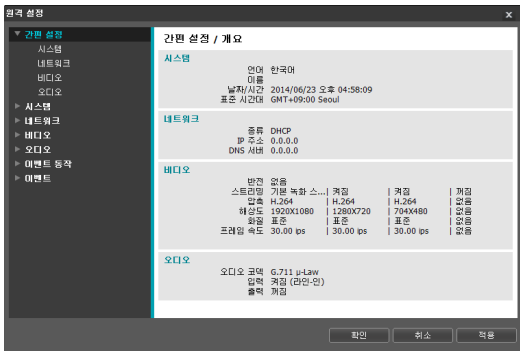 원격 설정 x
간편 설정
시스템
네트워크
비디오
오디오
시스템
네트워크
비디오
오디오
이벤트 동작
이벤트
간편 설정 / 개요
시스템
언어 한국어
이름
날짜/시간 2014/06/23 오후 04:58:09
표준 시간대 GMT+09:00 Seoul
네트워크
종류 DHCP
IP 주소 0.0.0.0
DNS 서버 0.0.0.0
비디오
반전 없음
스트리밍 기본 녹화 스...| 켜짐 | 켜짐 | 꺼짐
압축 H.264 | H.264 | H.264 | 없음
해상도 1920X1080 | 1280X720 | 704X480 | 없음
화질 표준 | 표준 | 표준 | 없음
프레임 속도 30.00 ips | 30.00 ips | 30.00 ips | 없음
오디오
오디오 코덱 G.711 μ-Law
입력 켜짐 (라인-인)
출력 꺼짐
확인 취소 적용